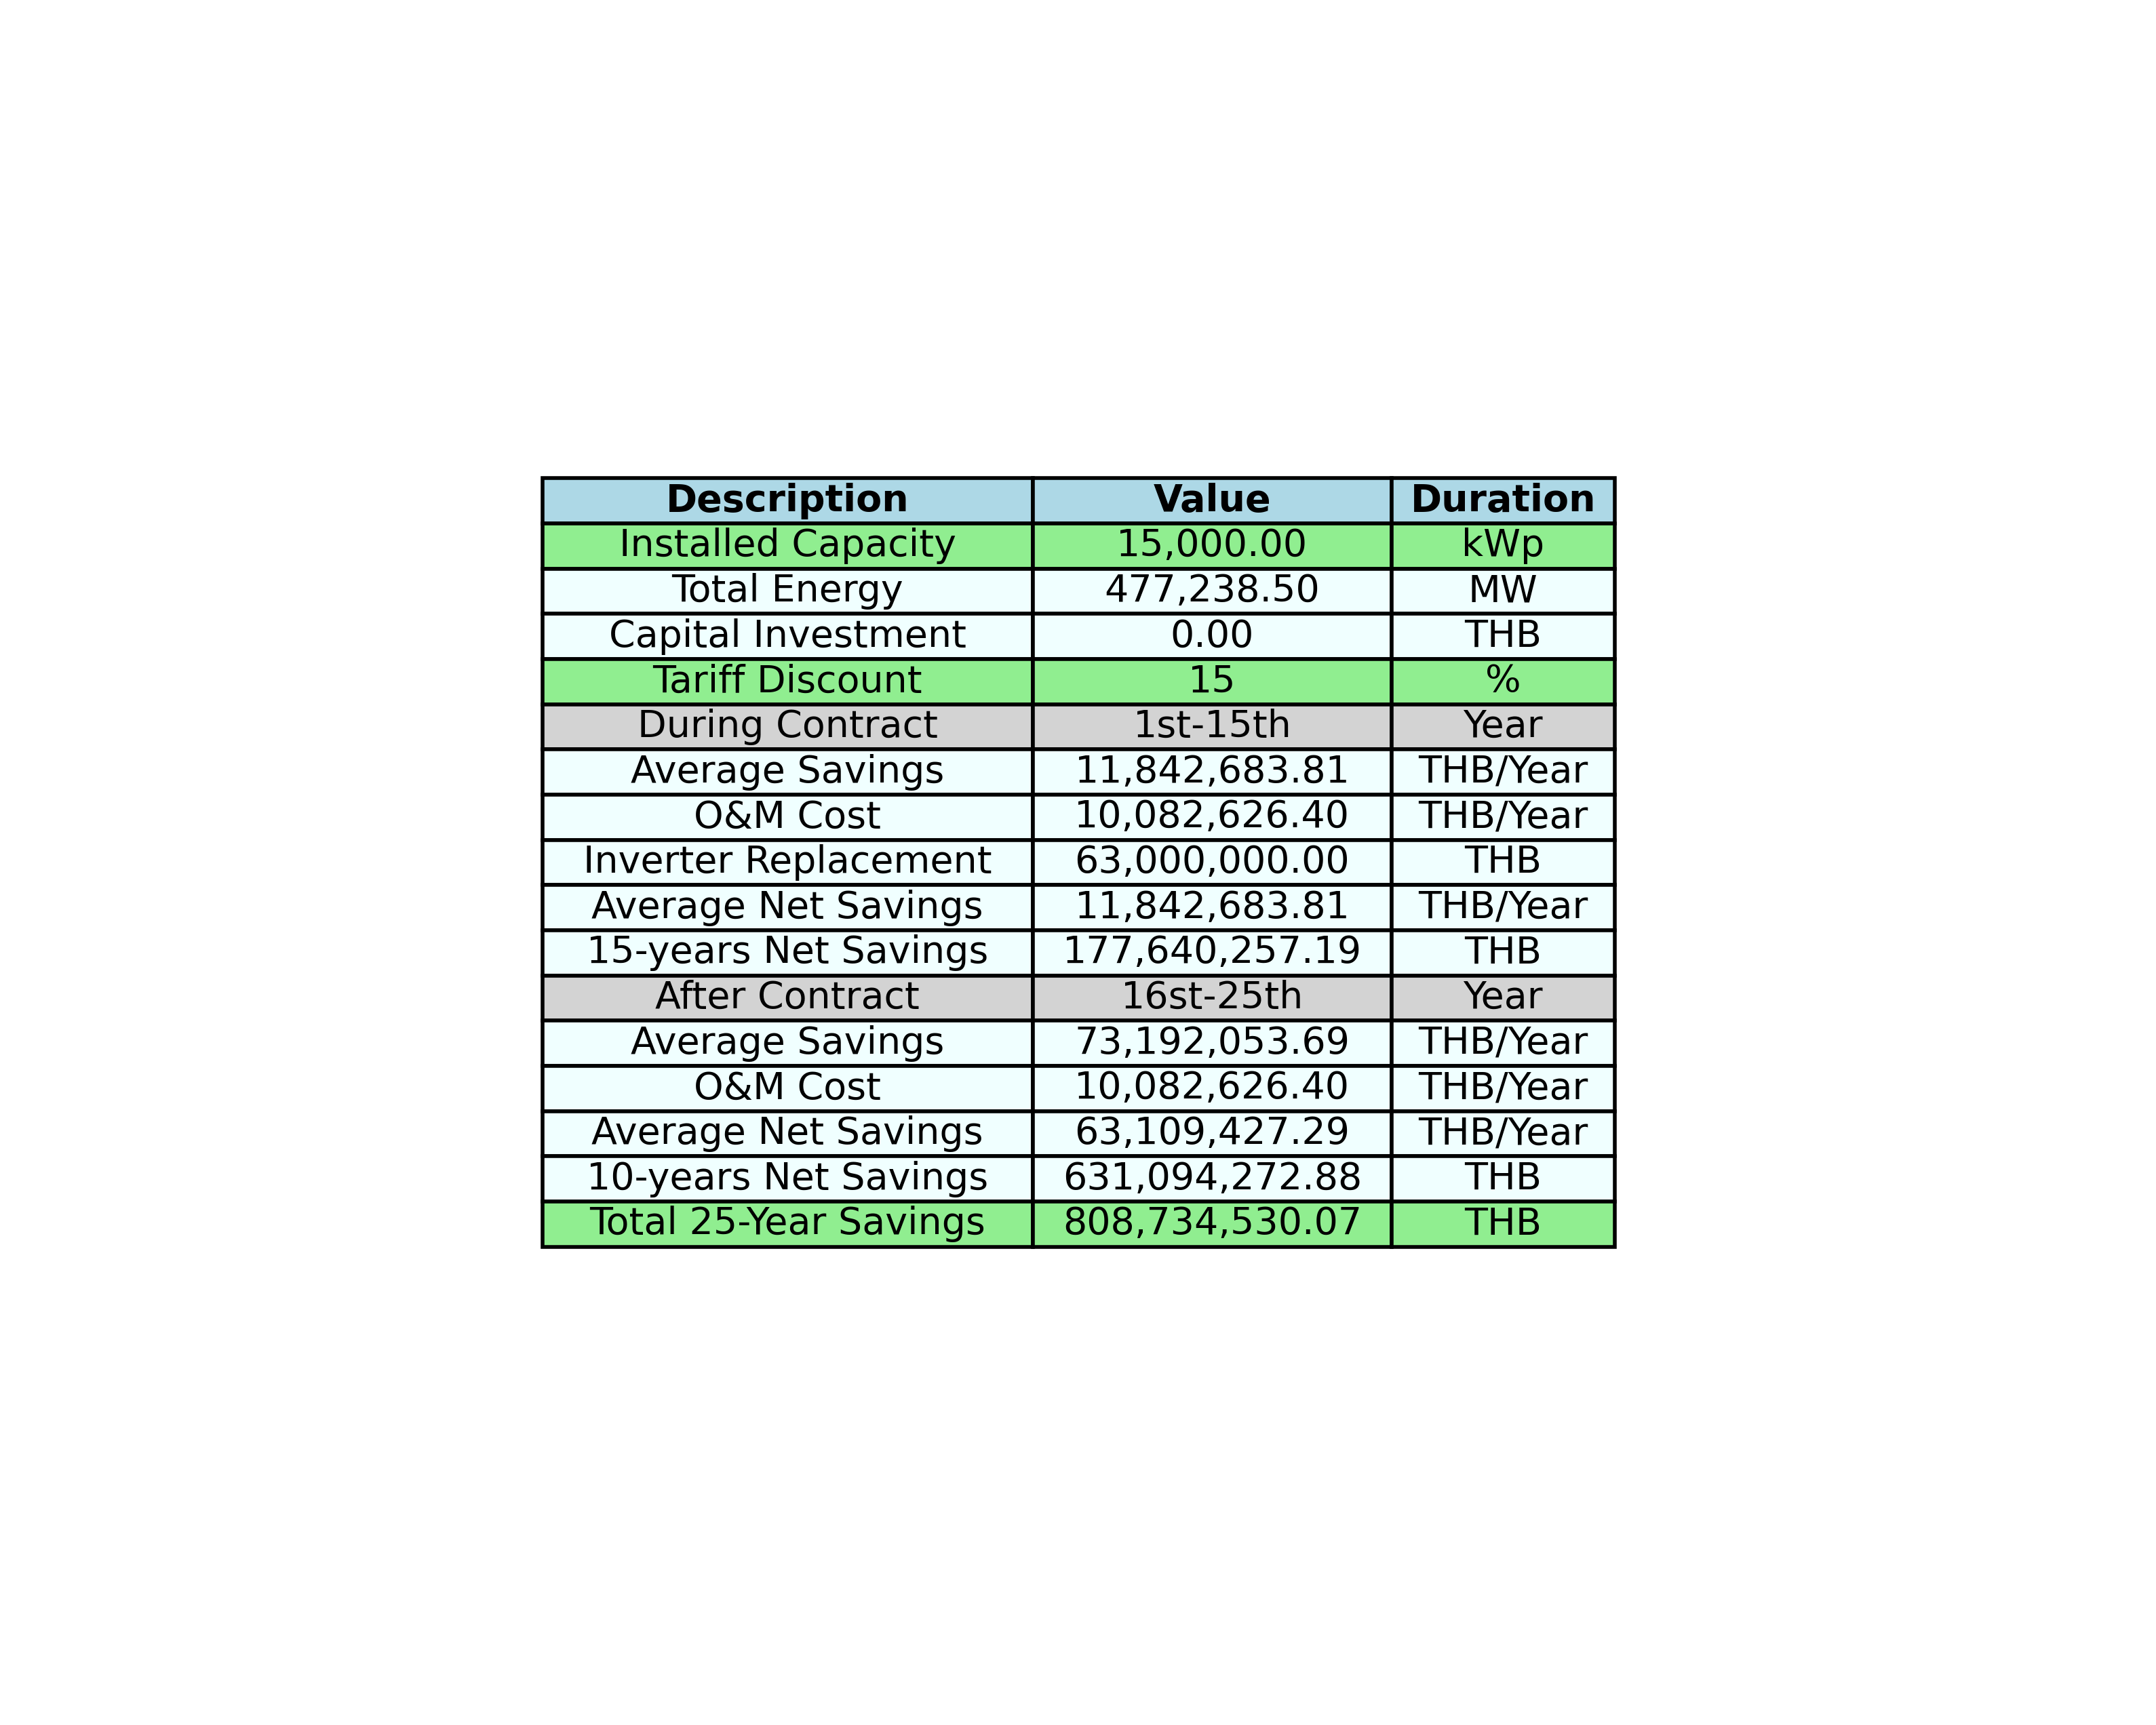 Description Value Duration
Installed Capacity 15,000.00 kWp
Total Energy 477,238.50 MW
Capital Investment 0.00 THB
Tariff Discount 15 %
During Contract 1st-15th Year
Average Savings 11,842,683.81 THB/Year
O&M Cost 10,082,626.40 THB/Year
Inverter Replacement 63,000,000.00 THB
Average Net Savings 11,842,683.81 THB/Year
15-years Net Savings 177,640,257.19 THB
After Contract 16st-25th Year
Average Savings 73,192,053.69 THB/Year
O&M Cost 10,082,626.40 THB/Year
Average Net Savings 63,109,427.29 THB/Year
10-years Net Savings 631,094,272.88 THB
Total 25-Year Savings 808,734,530.07 THB